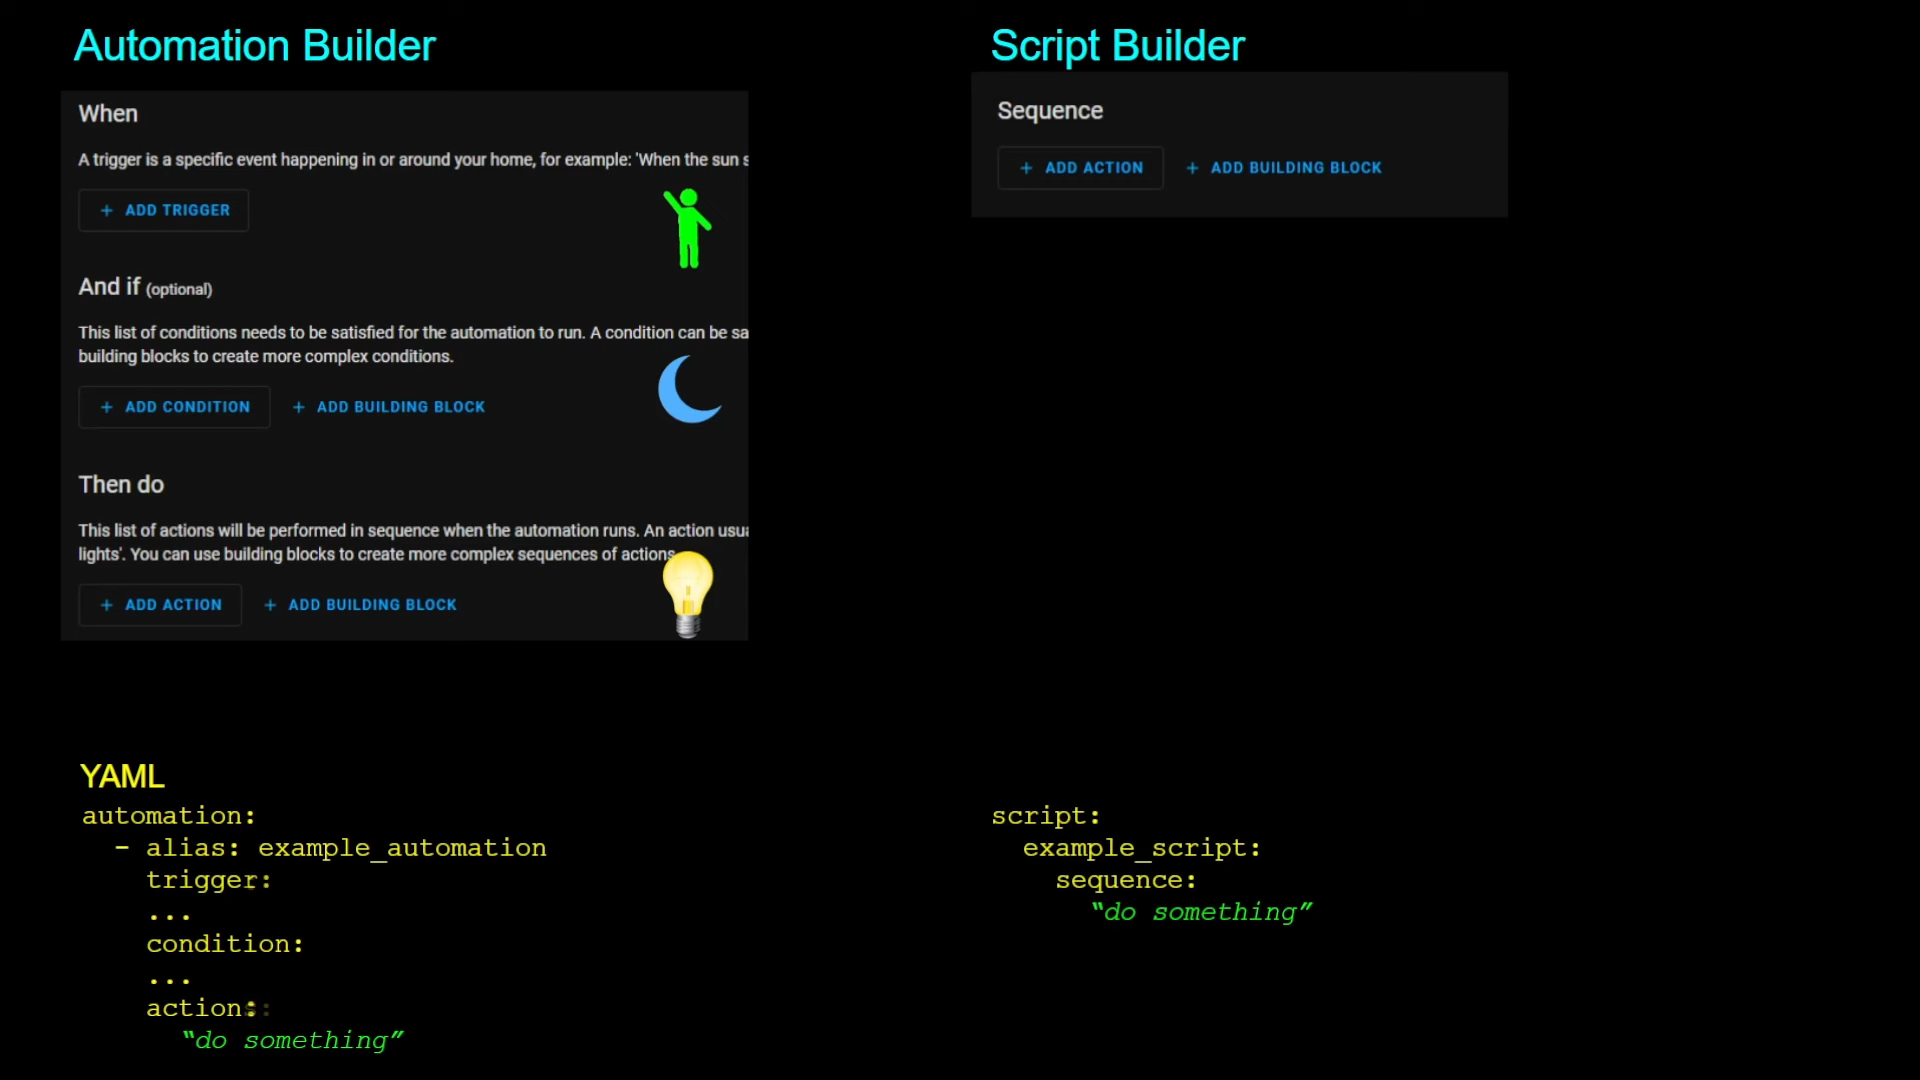 Automation Builder
When
A trigger is a specific event happening in or around your home, for example: 'When the sun s
+ ADD TRIGGER
And if (optional)
This list of conditions needs to be satisfied for the automation to run. A condition can be sa
building blocks to create more complex conditions.
+ ADD CONDITION + ADD BUILDING BLOCK
Then do
This list of actions will be performed in sequence when the automation runs. An action usua
lights'. You can use building blocks to create more complex sequences of actions.
+ ADD ACTION + ADD BUILDING BLOCK
YAML
automation:
- alias: example_automation
trigger:
...
condition:
...
action:
“do something”
Script Builder
Sequence
+ ADD ACTION + ADD BUILDING BLOCK
script:
example_script:
sequence:
“do something”